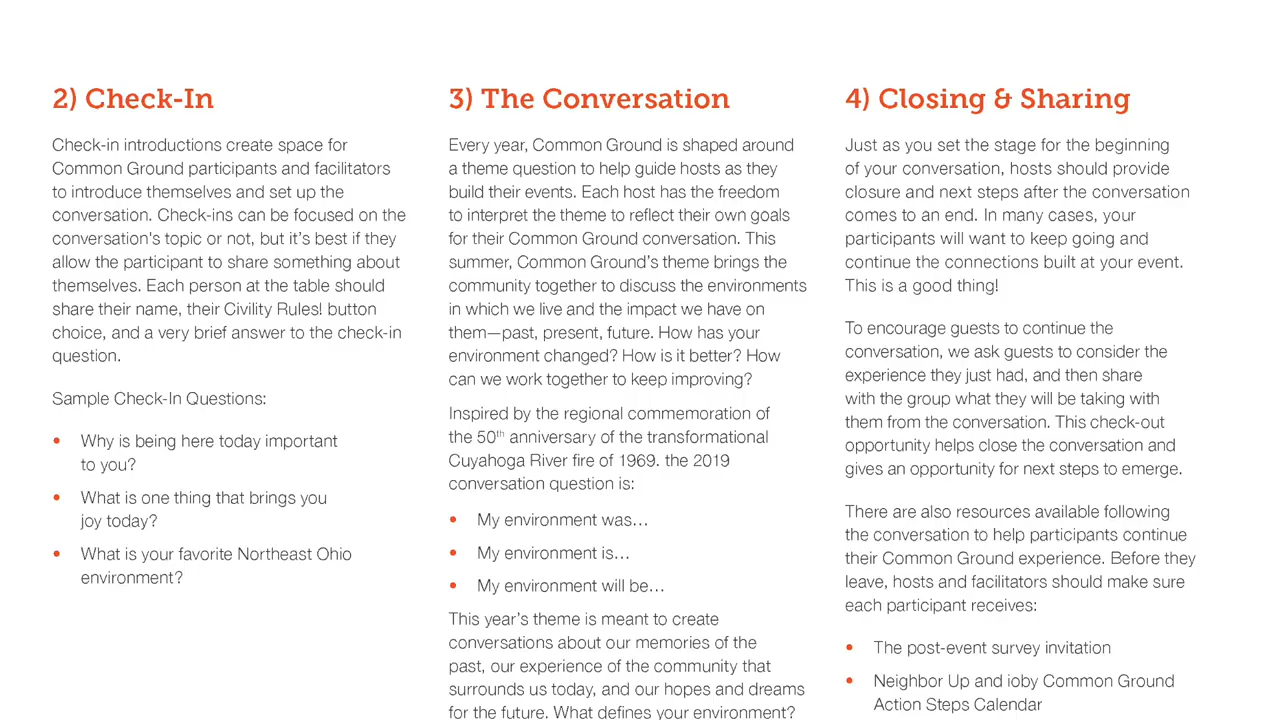 2) Check-In
Check-in introductions create space for
Common Ground participants and facilitators
to introduce themselves and set up the
conversation. Check-ins can be focused on the
conversation's topic or not, but it’s best if they
allow the participant to share something about
themselves. Each person at the table should
share their name, their Civility Rules! button
choice, and a very brief answer to the check-in
question.
Sample Check-In Questions:
• Why is being here today important
to you?
• What is one thing that brings you
joy today?
• What is your favorite Northeast Ohio
environment?
3) The Conversation
Every year, Common Ground is shaped around
a theme question to help guide hosts as they
build their events. Each host has the freedom
to interpret the theme to reflect their own goals
for their Common Ground conversation. This
summer, Common Ground’s theme brings the
community together to discuss the environments
in which we live and the impact we have on
them—past, present, future. How has your
environment changed? How is it better? How
can we work together to keep improving?
Inspired by the regional commemoration of
the 50th anniversary of the transformational
Cuyahoga River fire of 1969. the 2019
conversation question is:
• My environment was…
• My environment is…
• My environment will be…
This year’s theme is meant to create
conversations about our memories of the
past, our experience of the community that
surrounds us today, and our hopes and dreams
for the future. What defines your environment?
4) Closing & Sharing
Just as you set the stage for the beginning
of your conversation, hosts should provide
closure and next steps after the conversation
comes to an end. In many cases, your
participants will want to keep going and
continue the connections built at your event.
This is a good thing!
To encourage guests to continue the
conversation, we ask guests to consider the
experience they just had, and then share
with the group what they will be taking with
them from the conversation. This check-out
opportunity helps close the conversation and
gives an opportunity for next steps to emerge.
There are also resources available following
the conversation to help participants continue
their Common Ground experience. Before they
leave, hosts and facilitators should make sure
each participant receives:
• The post-event survey invitation
• Neighbor Up and ioby Common Ground
Action Steps Calendar